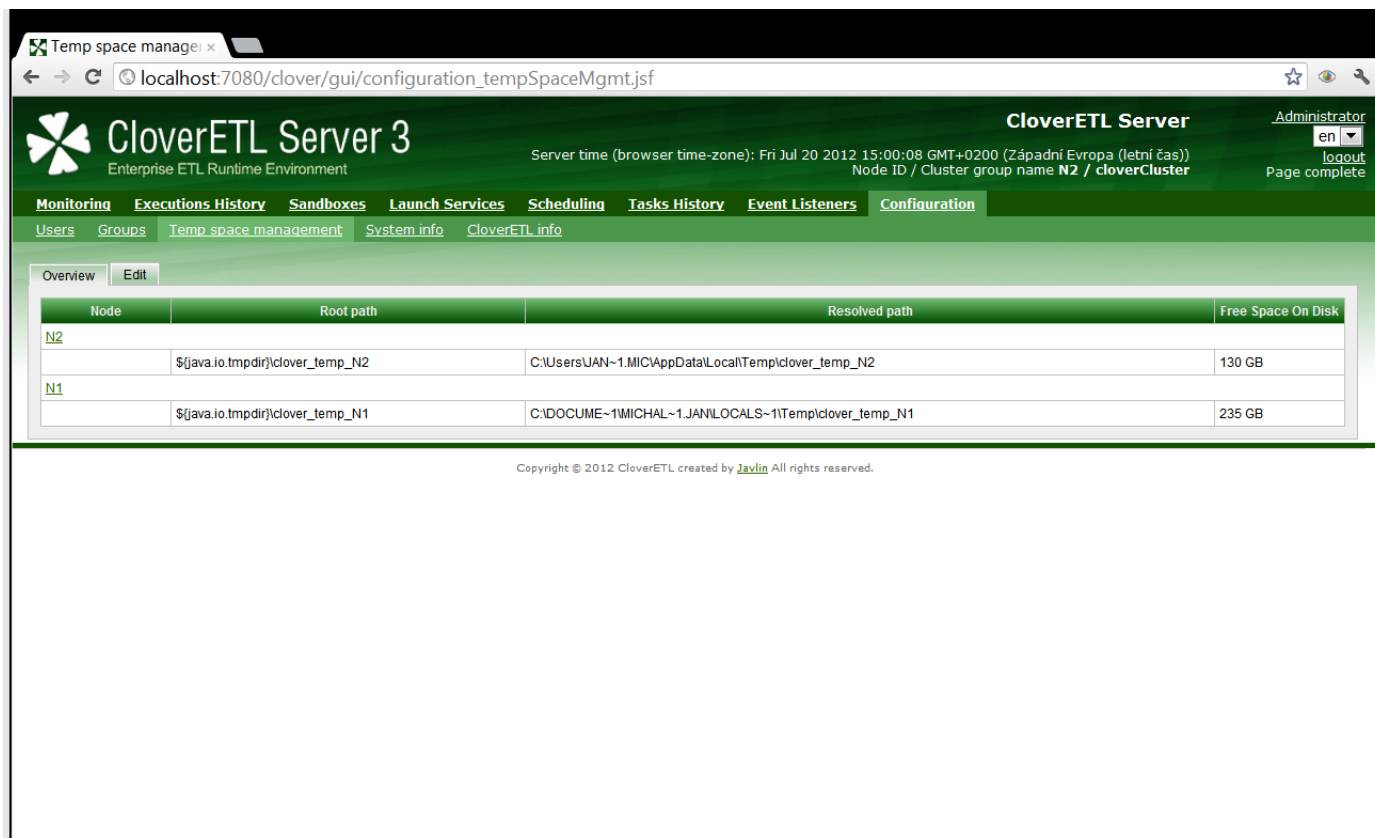 Temp space manager
localhost:7080/clover/gui/configuration_tempSpaceMgmt.jsf
CloverETL Server 3
Enterprise ETL Runtime Environment
CloverETL Server
Server time (browser time-zone): Fri Jul 20 2012 15:00:08 GMT+0200 (Západní Evropa (letní čas))
Node ID / Cluster group name N2 / cloverCluster
Administrator
en
logout
Page complete
Monitoring Executions History Sandboxes Launch Services Scheduling Tasks History Event Listeners Configuration
Users Groups Temp space management System info CloverETL info
Overview Edit
Node Root path Resolved path Free Space On Disk
N2
${java.io.tmpdir}\clover_temp_N2 C:\Users\JAN~1.MIC\AppData\Local\Temp\clover_temp_N2 130 GB
N1
${java.io.tmpdir}\clover_temp_N1 C:\DOCUME~1\MICHAL~1.JAN\LOCALS~1\Temp\clover_temp_N1 235 GB
Copyright © 2012 CloverETL created by Javlin All rights reserved.